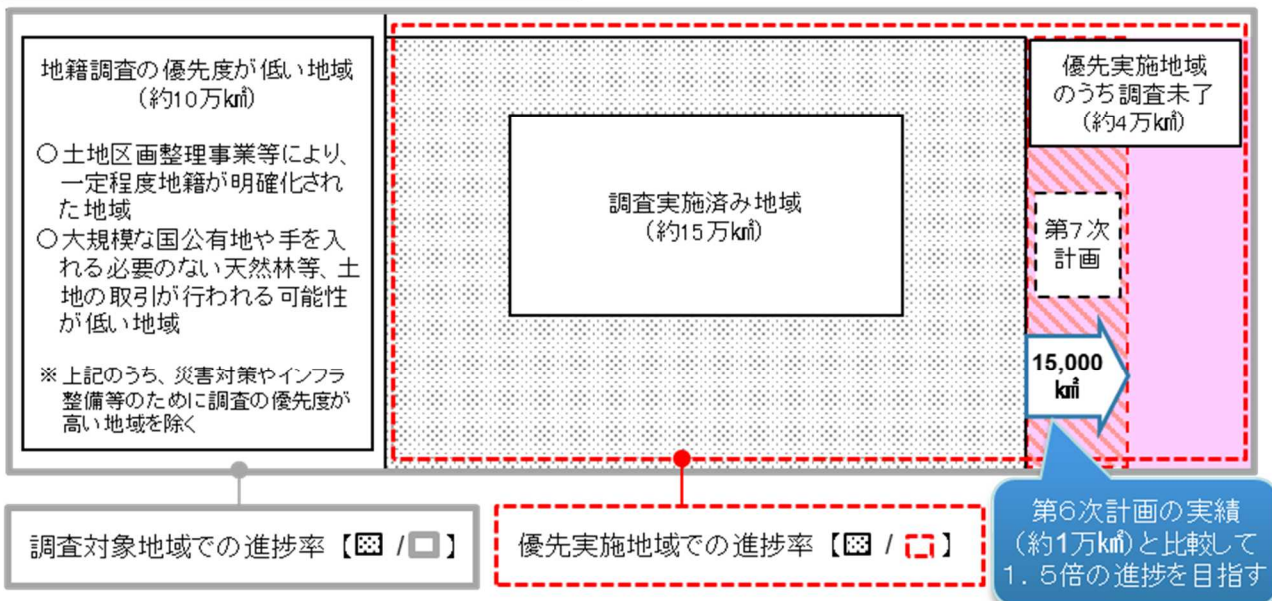 地籍調査の優先度が低い地域
(約10万㎢)
○土地区画整理事業等により、
一定程度地籍が明確化され
た地域
○大規模な国公有地や手を入
れる必要のない天然林等、土
地の取引が行われる可能性
が低い地域
※上記のうち、災害対策やインフラ
整備等のために調査の優先度が
高い地域を除く
調査実施済み地域
(約15万㎢)
優先実施地域
のうち調査未了
(約4万㎢)
第7次
計画
15,000
㎢
調査対象地域での進捗率【 / 】
優先実施地域での進捗率【 / 】
第6次計画の実績
(約1万㎢)と比較して
1.5倍の進捗を目指す